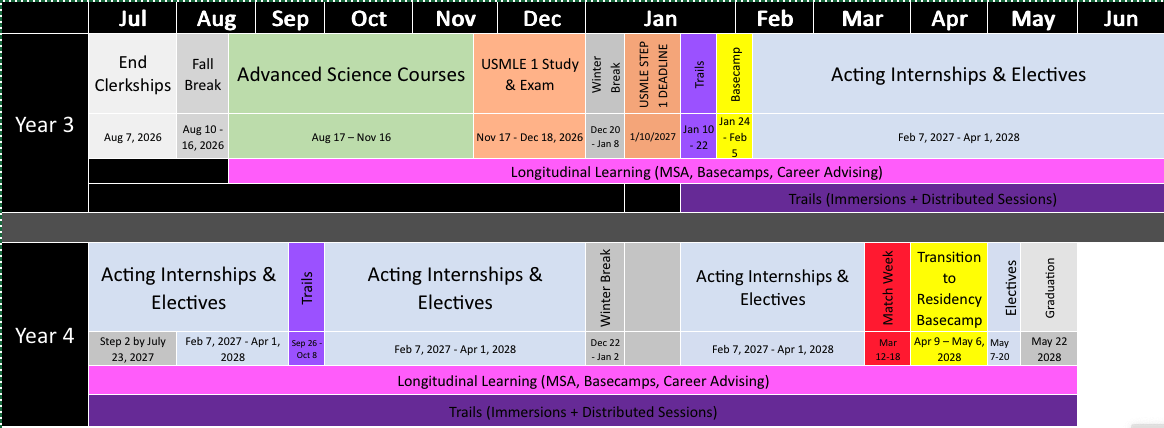 Jul Aug Sep Oct Nov Dec Jan Feb Mar Apr May Jun
Year 3
End
Clerkships
Fall
Break
Advanced Science Courses
USMLE 1 Study
& Exam
Winter
Break
USMLE STEP
1 DEADLINE
Trails
Basecamp
Acting Internships & Electives
Aug 7, 2026
Aug 10 -
16, 2026
Aug 17 – Nov 16
Nov 17 - Dec 18, 2026
Dec 20
- Jan 8
1/10/2027
Jan 10
- 22
Jan 24
- Feb
5
Feb 7, 2027 - Apr 1, 2028
Longitudinal Learning (MSA, Basecamps, Career Advising)
Trails (Immersions + Distributed Sessions)
Year 4
Acting Internships &
Electives
Trails
Acting Internships &
Electives
Winter Break
Acting Internships &
Electives
Match Week
Transition
to
Residency
Basecamp
Electives
Graduation
Step 2 by July
23, 2027
Feb 7, 2027 - Apr 1,
2028
Sep 26 -
Oct 8
Feb 7, 2027 - Apr 1, 2028
Dec 22
- Jan 2
Feb 7, 2027 - Apr 1, 2028
Mar
12-18
Apr 9 – May 6,
2028
May
7-20
May 22
2028
Longitudinal Learning (MSA, Basecamps, Career Advising)
Trails (Immersions + Distributed Sessions)